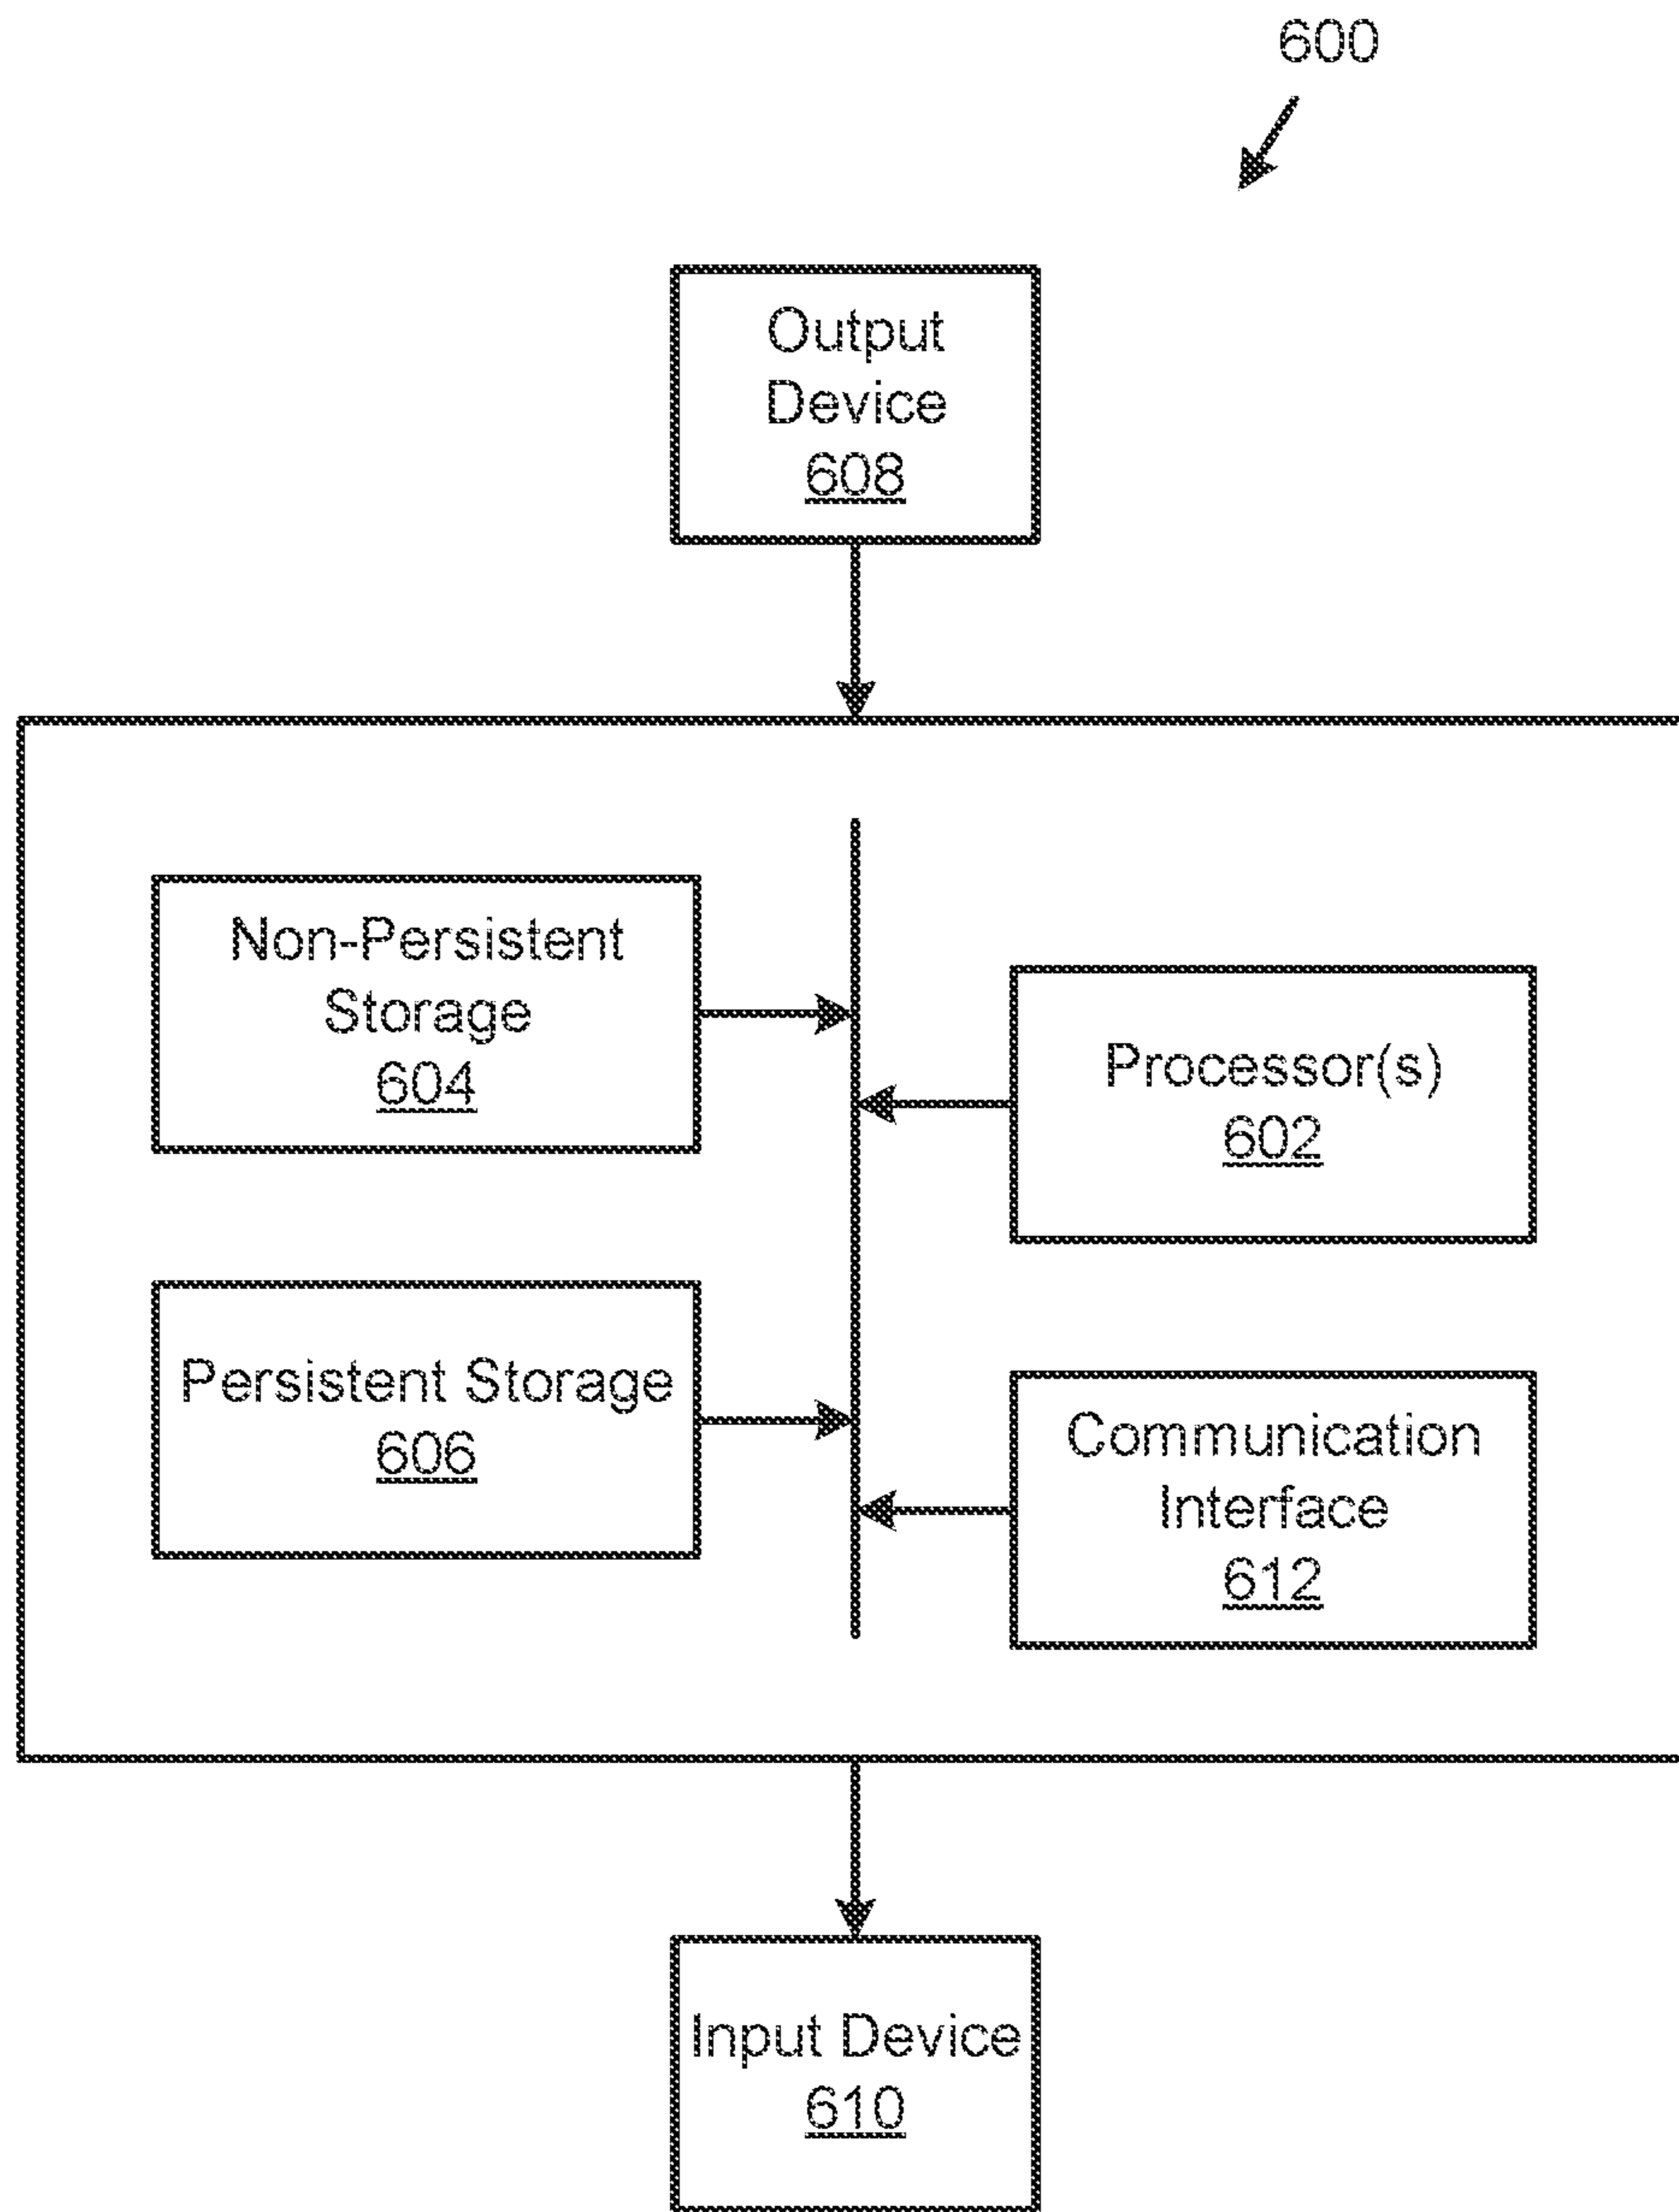 600
Output
Device
608
Non-Persistent
Storage
604
Processor(s)
602
Persistent Storage
606
Communication
Interface
612
Input Device
610